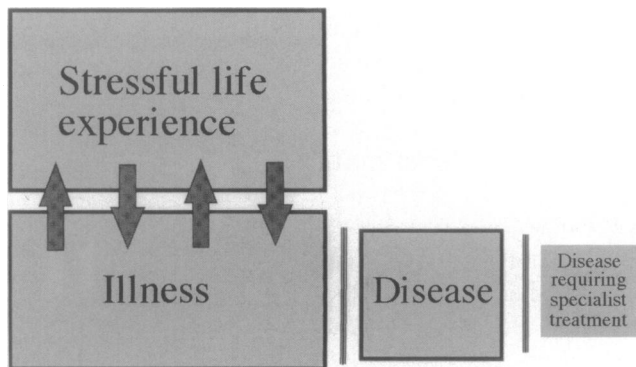 Stressful life
experience
Illness
Disease
Disease
requiring
specialist
treatment